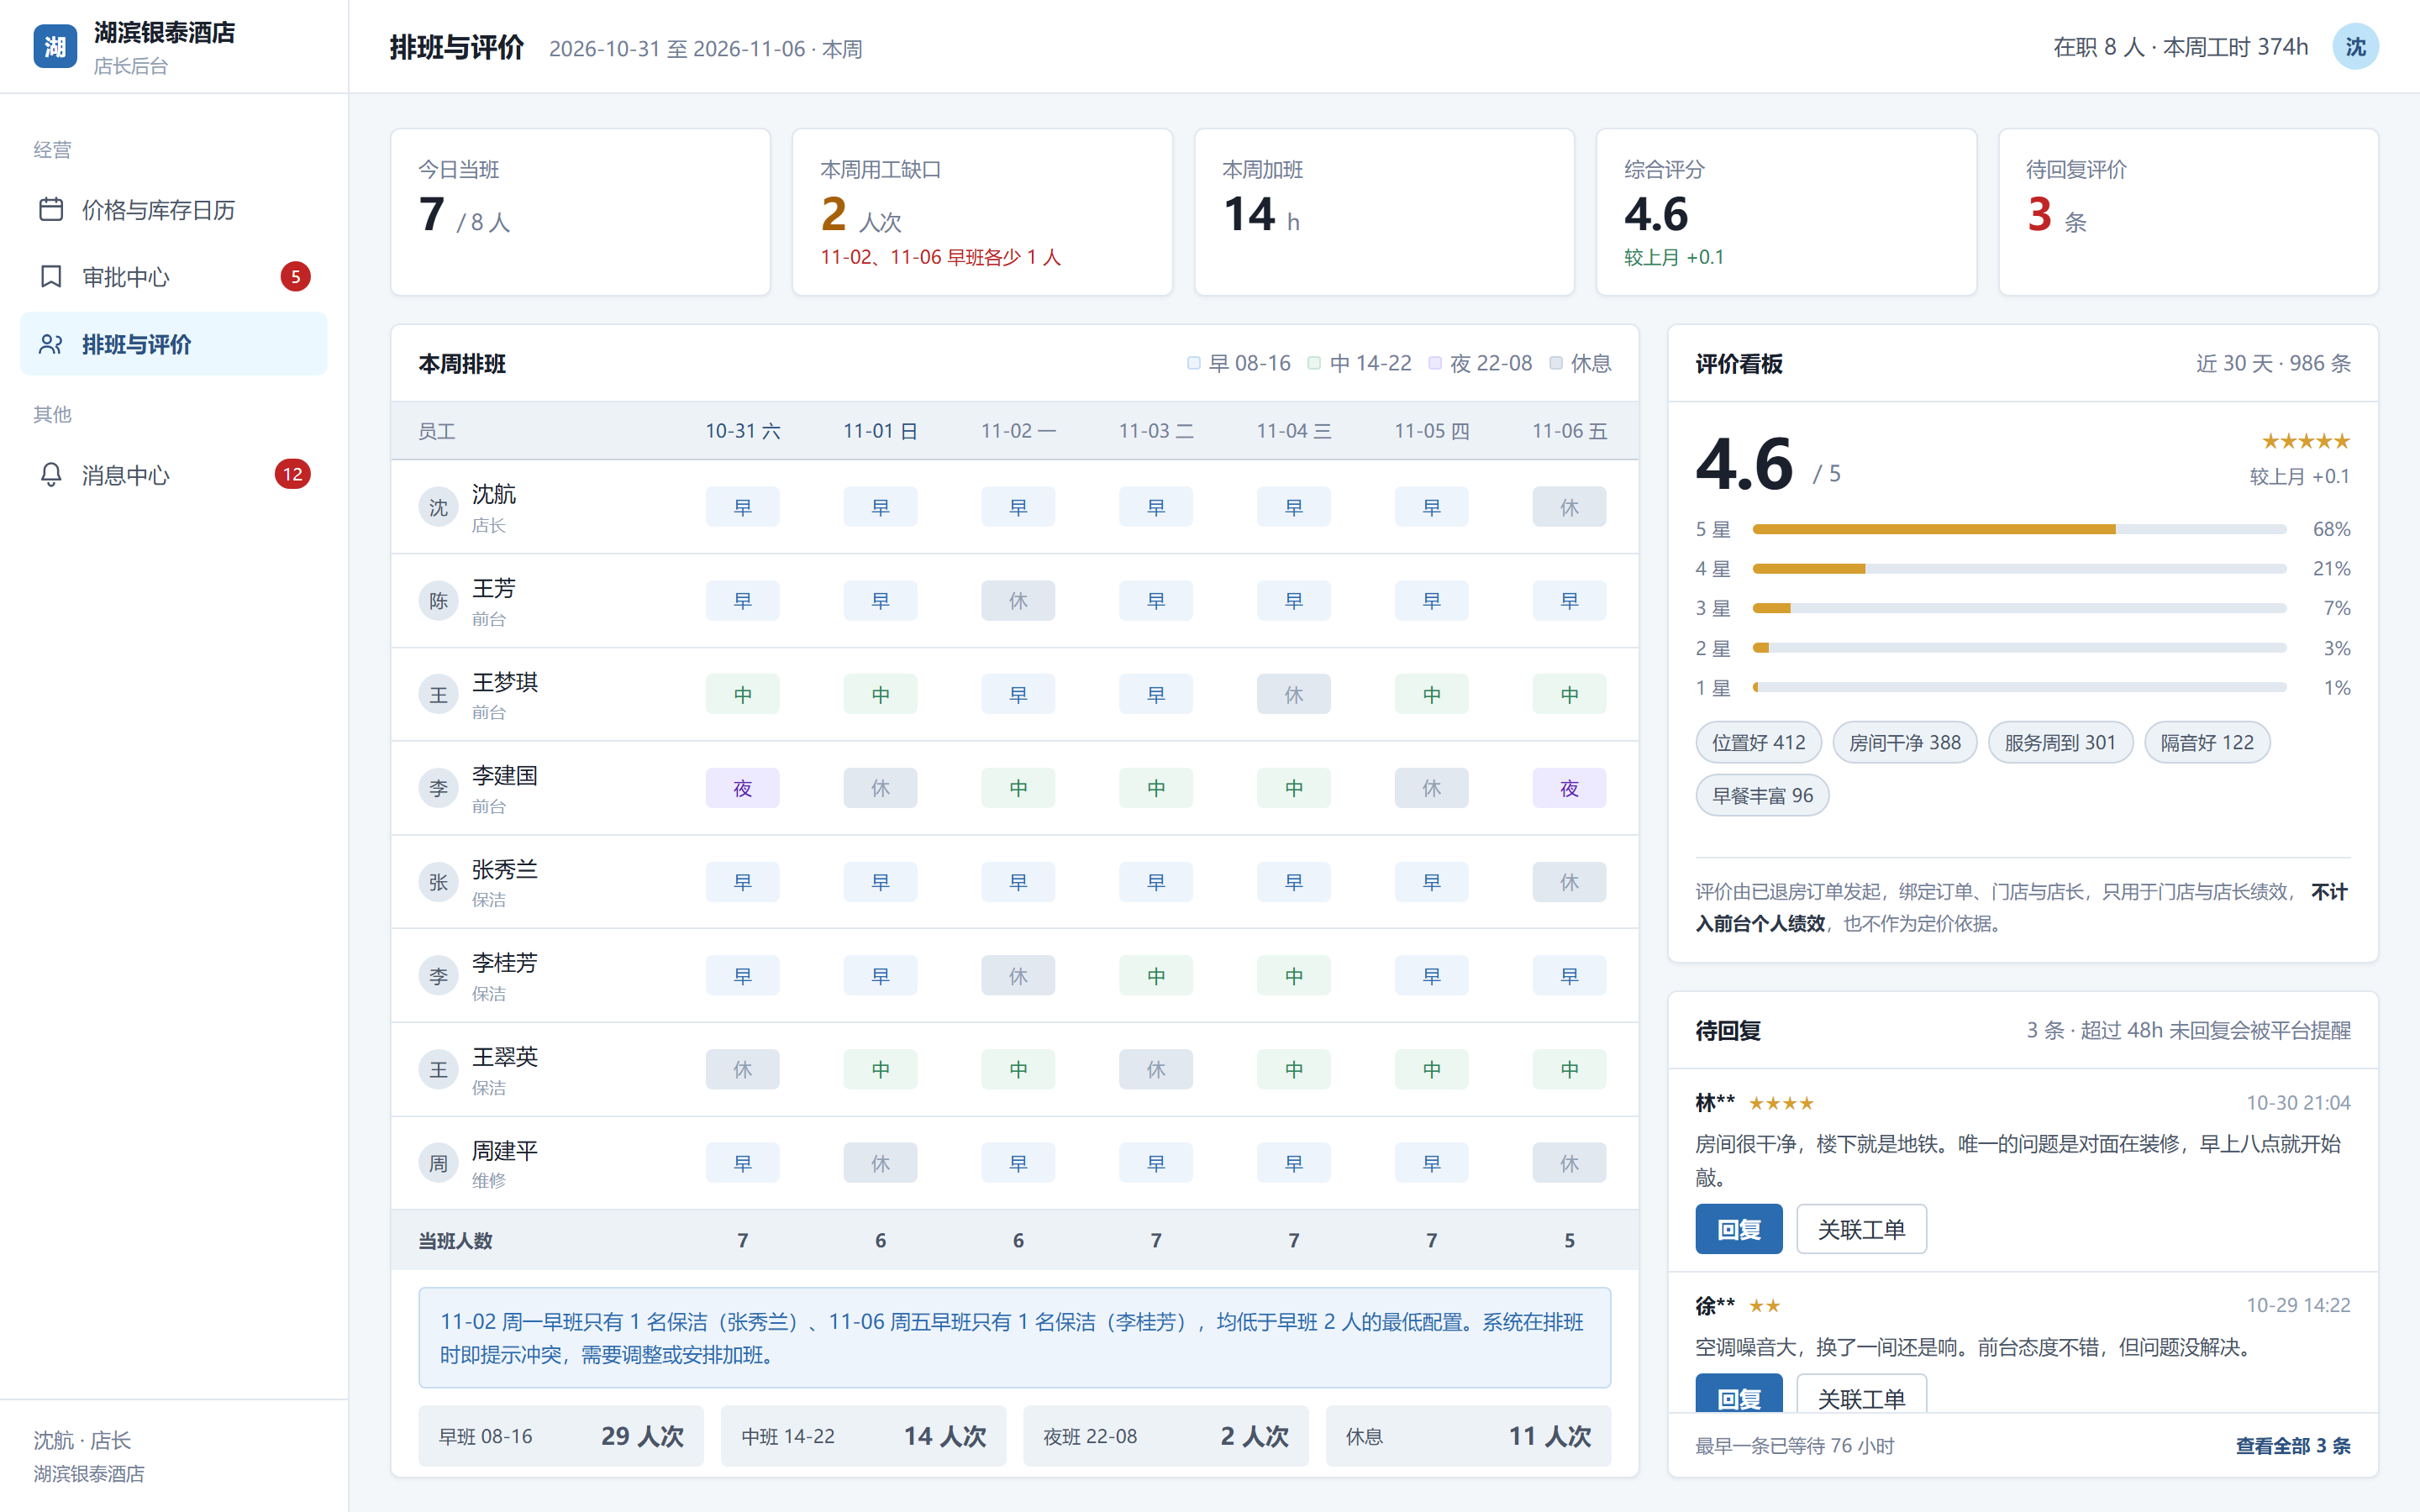 湖
湖滨银泰酒店
店长后台
经营
价格与库存日历
审批中心 5
排班与评价
其他
消息中心 12
沈航 · 店长
湖滨银泰酒店
排班与评价 2026-10-31 至 2026-11-06 · 本周
在职 8 人 · 本周工时 374h 沈
今日当班
7 / 8 人
本周用工缺口
2 人次
11-02、11-06 早班各少 1 人
本周加班
14 h
综合评分
4.6
较上月 +0.1
待回复评价
3 条
本周排班 早 08-16 中 14-22 夜 22-08 休息
员工 10-31 六 11-01 日 11-02 一 11-03 二 11-04 三 11-05 四 11-06 五
沈 沈航 早 早 早 早 早 早 休
店长
陈 王芳 早 早 休 早 早 早 早
前台
王 王梦琪 中 中 早 早 休 中 中
前台
李 李建国 夜 休 中 中 中 休 夜
前台
张 张秀兰 早 早 早 早 早 早 休
保洁
李 李桂芳 早 早 休 中 中 早 早
保洁
王 王翠英 休 中 中 休 中 中 中
保洁
周 周建平 早 休 早 早 早 早 休
维修
当班人数 7 6 6 7 7 7 5
11-02 周一早班只有 1 名保洁（张秀兰）、11-06 周五早班只有 1 名保洁（李桂芳），均低于早班 2 人的最低配置。系统在排班
时即提示冲突，需要调整或安排加班。
早班 08-16 29 人次 中班 14-22 14 人次 夜班 22-08 2 人次 休息 11 人次
评价看板 近 30 天 · 986 条
4.6 / 5 ★★★★★
较上月 +0.1
5 星 68%
4 星 21%
3 星 7%
2 星 3%
1 星 1%
位置好 412 房间干净 388 服务周到 301 隔音好 122
早餐丰富 96
评价由已退房订单发起，绑定订单、门店与店长，只用于门店与店长绩效，不计
入前台个人绩效，也不作为定价依据。
待回复 3 条 · 超过 48h 未回复会被平台提醒
林** ★★★★ 10-30 21:04
房间很干净，楼下就是地铁。唯一的问题是对面在装修，早上八点就开始
敲。
回复 关联工单
徐** ★★ 10-29 14:22
空调噪音大，换了一间还是响。前台态度不错，但问题没解决。
回复 关联工单
最早一条已等待 76 小时 查看全部 3 条